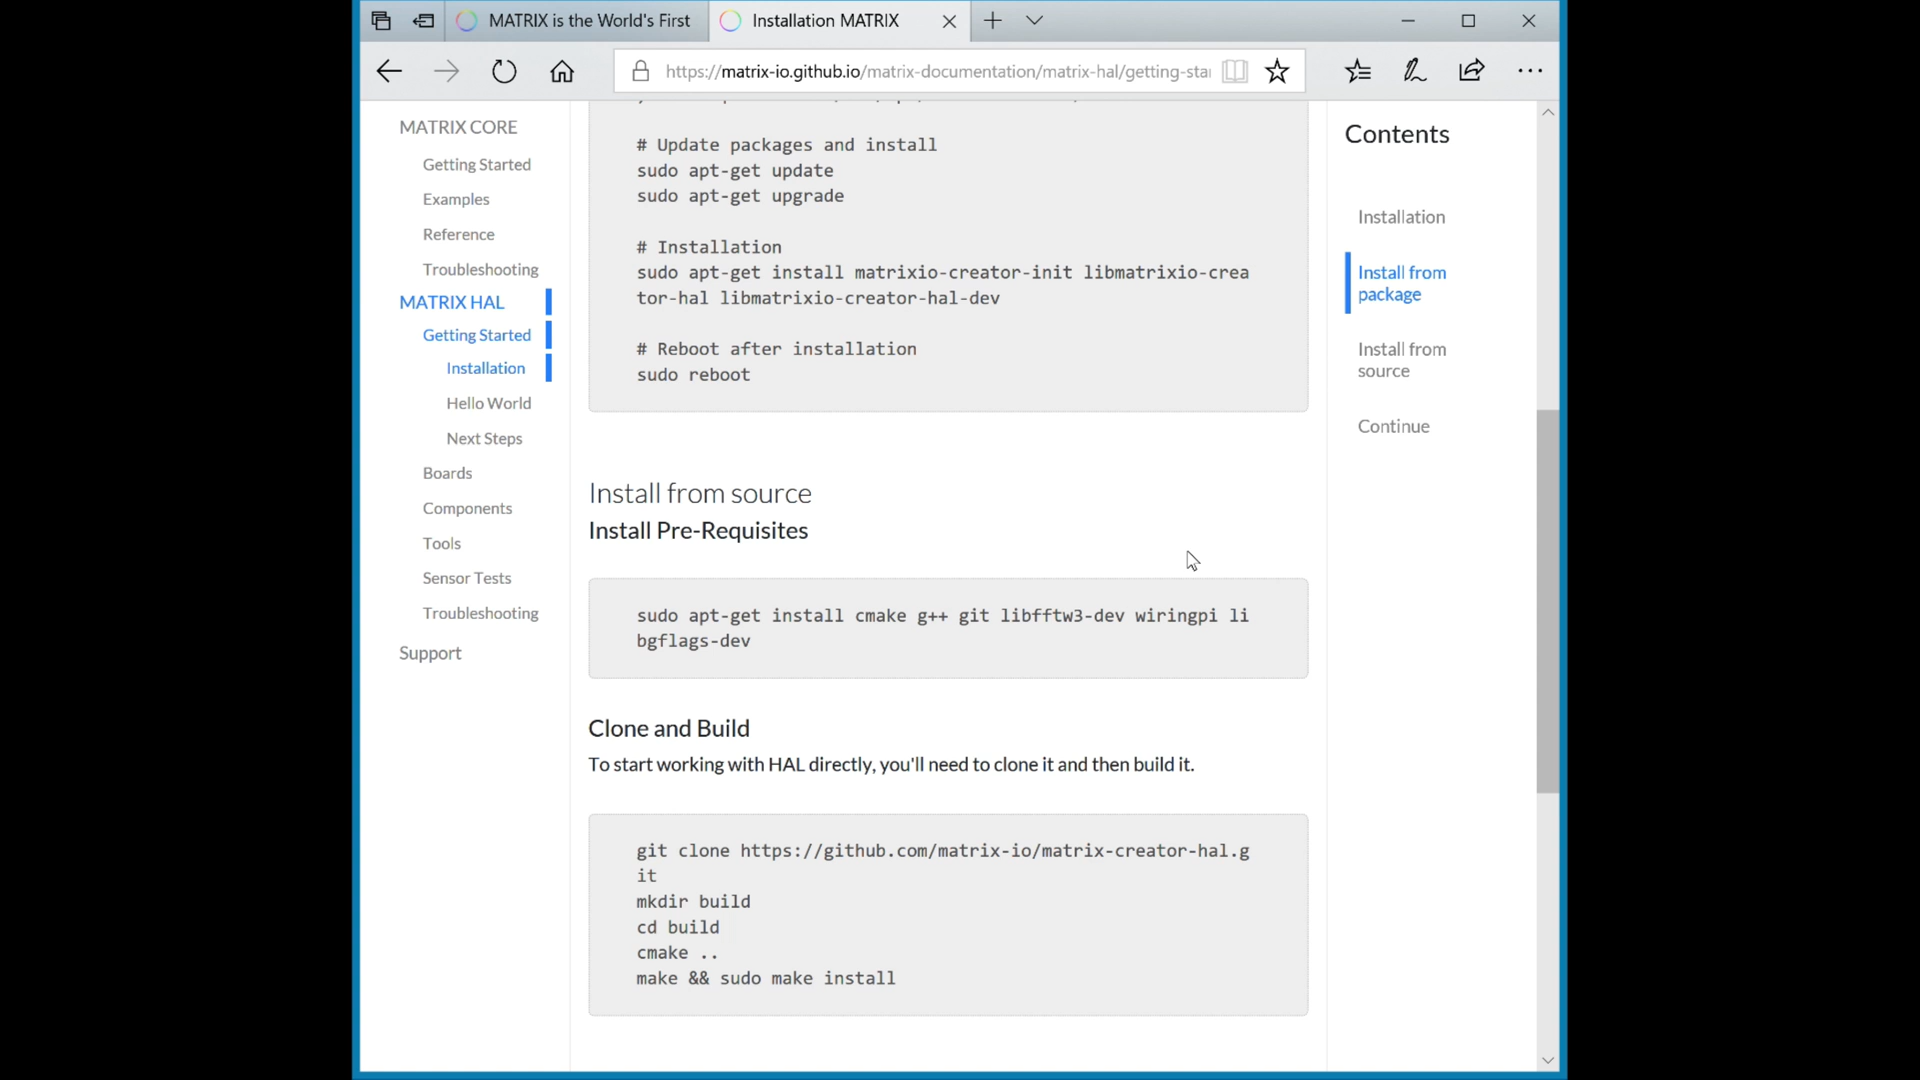 MATRIX is the World's First
Installation MATRIX
https://matrix-io.github.io/matrix-documentation/matrix-hal/getting-sta
MATRIX CORE
Getting Started
Examples
Reference
Troubleshooting
MATRIX HAL
Getting Started
Installation
Hello World
Next Steps
Boards
Components
Tools
Sensor Tests
Troubleshooting
Support
# Update packages and install
sudo apt-get update
sudo apt-get upgrade
# Installation
sudo apt-get install matrixio-creator-init libmatrixio-crea
tor-hal libmatrixio-creator-hal-dev
# Reboot after installation
sudo reboot
Install from source
Install Pre-Requisites
sudo apt-get install cmake g++ git libfftw3-dev wiringpi li
bgflags-dev
Clone and Build
To start working with HAL directly, you'll need to clone it and then build it.
git clone https://github.com/matrix-io/matrix-creator-hal.g
it
mkdir build
cd build
cmake ..
make && sudo make install
Contents
Installation
Install from
package
Install from
source
Continue